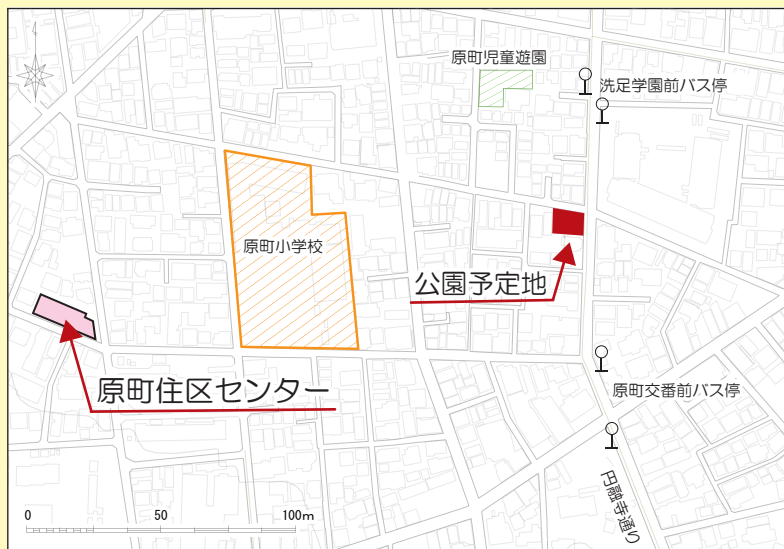 原町児童遊園
洗足学園前バス停
原町小学校
公園予定地
原町住区センター
原町交番前バス停
円融寺通り
0 50 100m